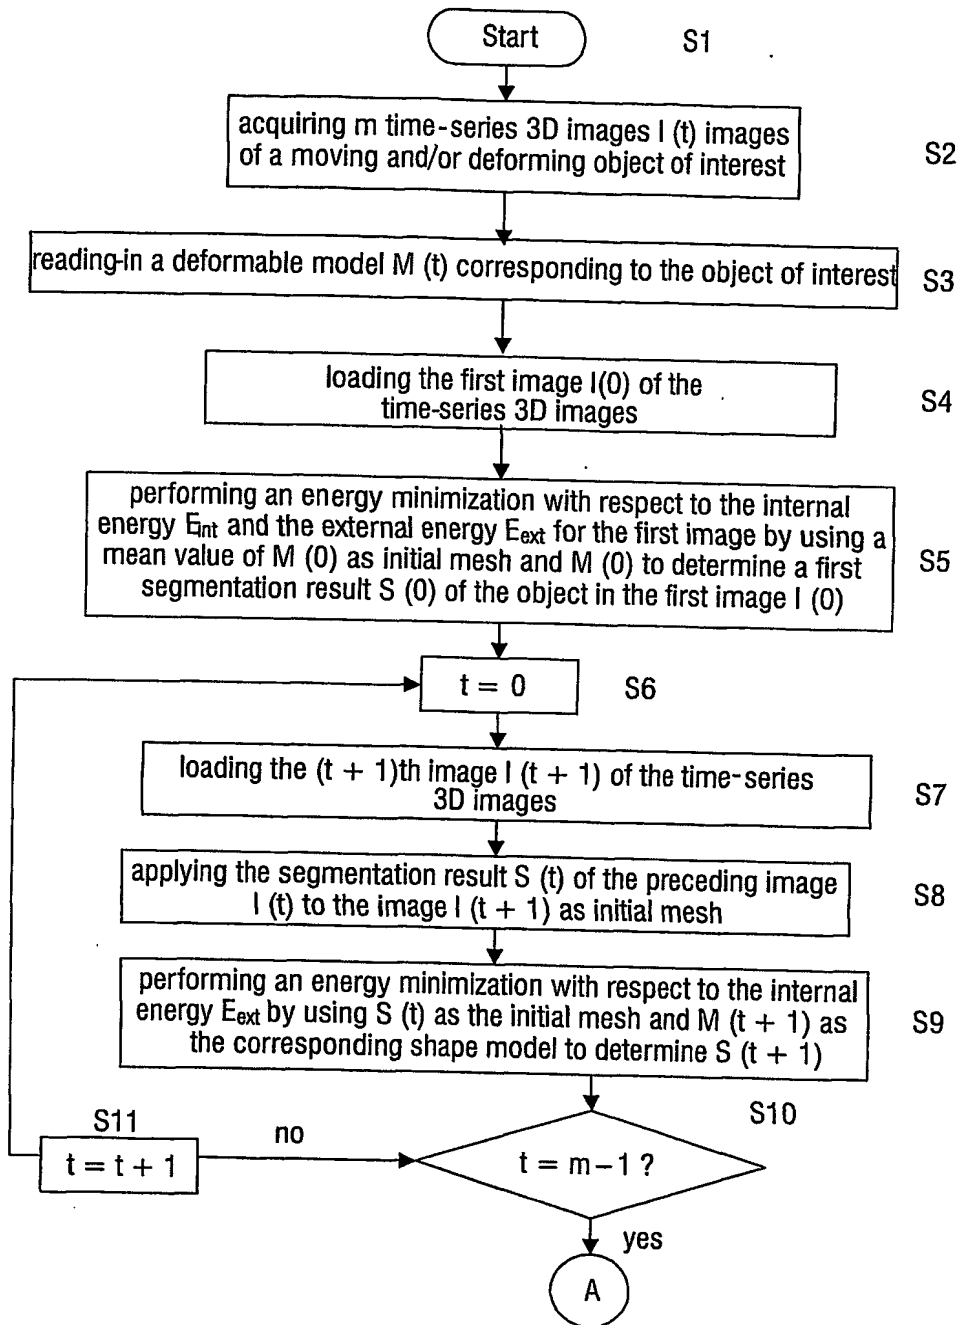 Start
S1
acquiring m time-series 3D images I (t) images
of a moving and/or deforming object of interest
S2
reading-in a deformable model M (t) corresponding to the object of interest
S3
loading the first image I(0) of the
time-series 3D images
S4
performing an energy minimization with respect to the internal
energy Eint and the external energy Eext for the first image by using a
mean value of M (0) as initial mesh and M (0) to determine a first
segmentation result S (0) of the object in the first image I (0)
S5
t = 0
S6
loading the (t + 1)th image I (t + 1) of the time-series
3D images
S7
applying the segmentation result S (t) of the preceding image
I (t) to the image I (t + 1) as initial mesh
S8
performing an energy minimization with respect to the internal
energy Eext by using S (t) as the initial mesh and M (t + 1) as
the corresponding shape model to determine S (t + 1)
S9
S10
t = m-1 ?
no
S11
t = t + 1
yes
A